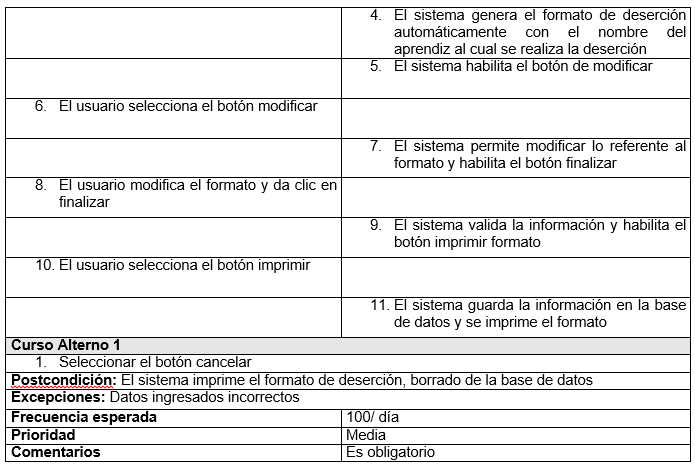 4. El sistema genera el formato de deserción
automáticamente con el nombre del
aprendiz al cual se realiza la deserción
5. El sistema habilita el botón de modificar
6. El usuario selecciona el botón modificar
7. El sistema permite modificar lo referente al
formato y habilita el botón finalizar
8. El usuario modifica el formato y da clic en
finalizar
9. El sistema valida la información y habilita el
botón imprimir formato
10. El usuario selecciona el botón imprimir
11. El sistema guarda la información en la base
de datos y se imprime el formato
Curso Alterno 1
1. Seleccionar el botón cancelar
Postcondición: El sistema imprime el formato de deserción, borrado de la base de datos
Excepciones: Datos ingresados incorrectos
Frecuencia esperada 100/ día
Prioridad Media
Comentarios Es obligatorio